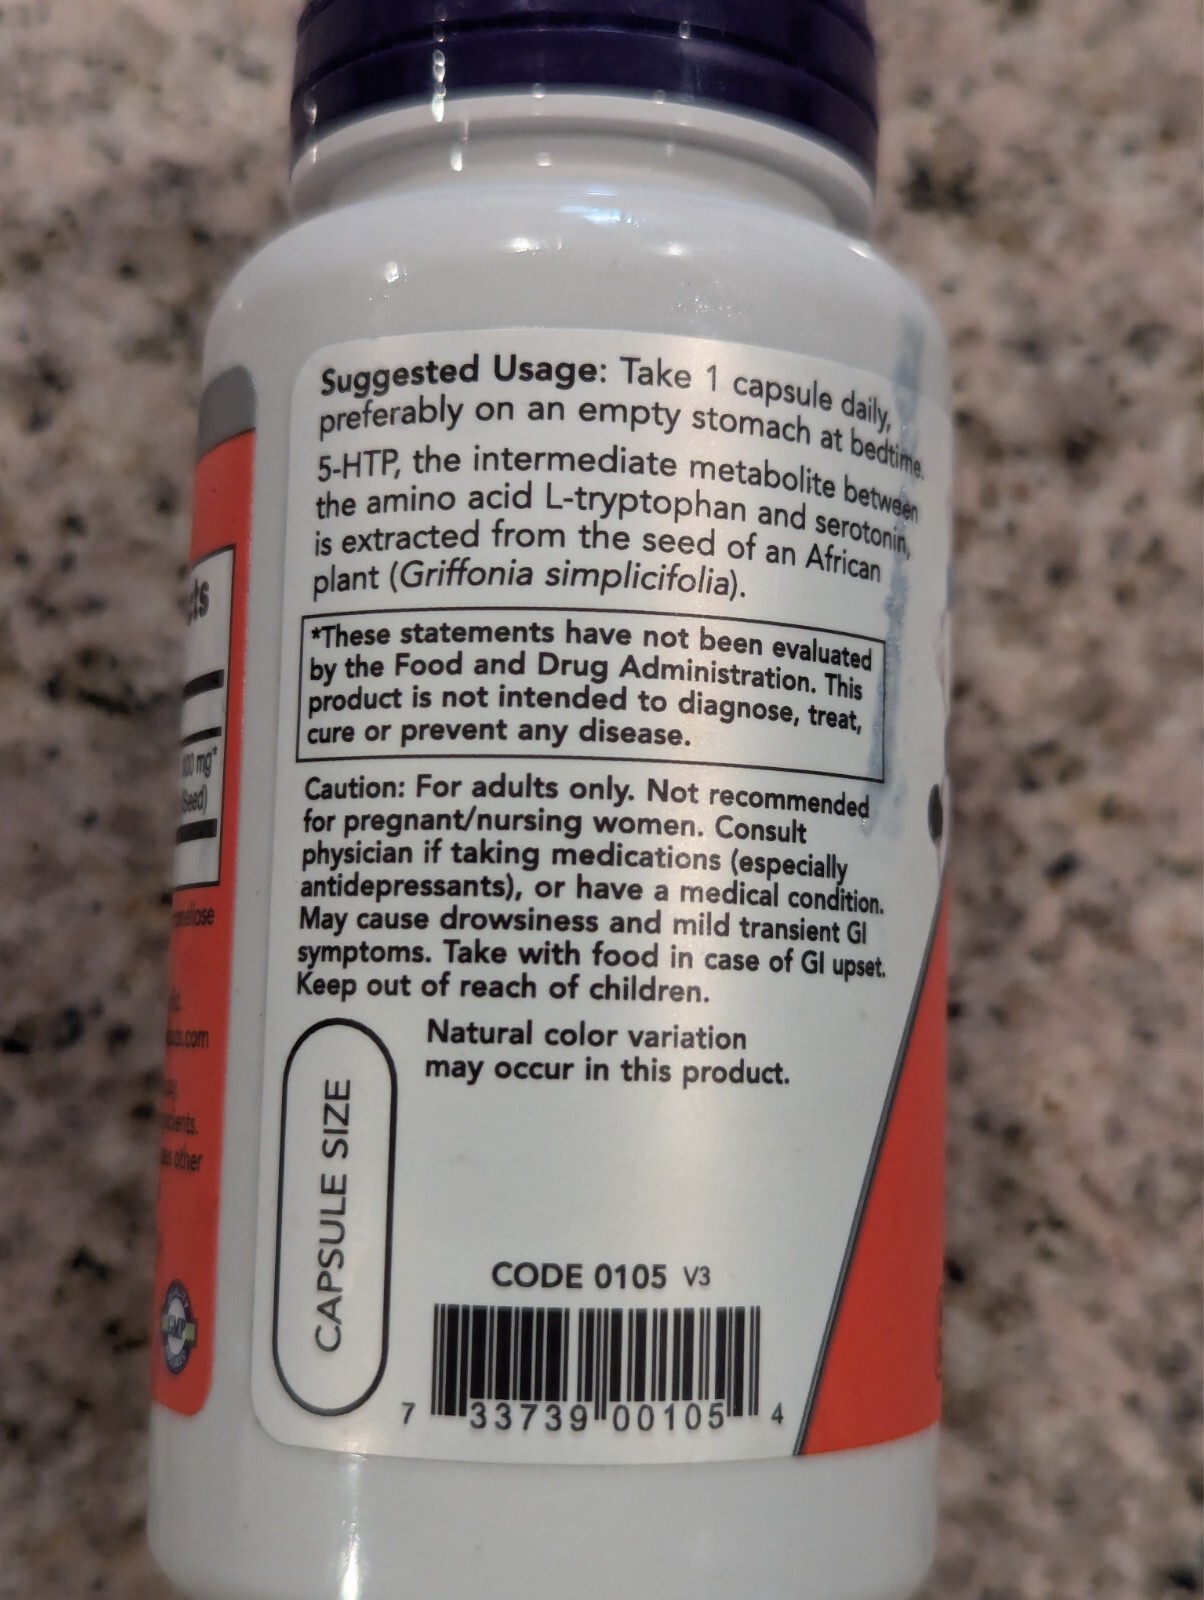 Suggested Usage: Take 1 capsule daily,
preferably on an empty stomach at bedtime.
5-HTP, the intermediate metabolite between
the amino acid L-tryptophan and serotonin,
is extracted from the seed of an African
plant (Griffonia simplicifolia).
*These statements have not been evaluated
by the Food and Drug Administration. This
product is not intended to diagnose, treat,
cure or prevent any disease.
Caution: For adults only. Not recommended
for pregnant/nursing women. Consult
physician if taking medications (especially
antidepressants), or have a medical condition.
May cause drowsiness and mild transient GI
symptoms. Take with food in case of GI upset.
Keep out of reach of children.
Natural color variation
may occur in this product.
CAPSULE SIZE
CODE 0105 V3
7 33739 00105 4
mg*
Seed)
.com
other
GMP